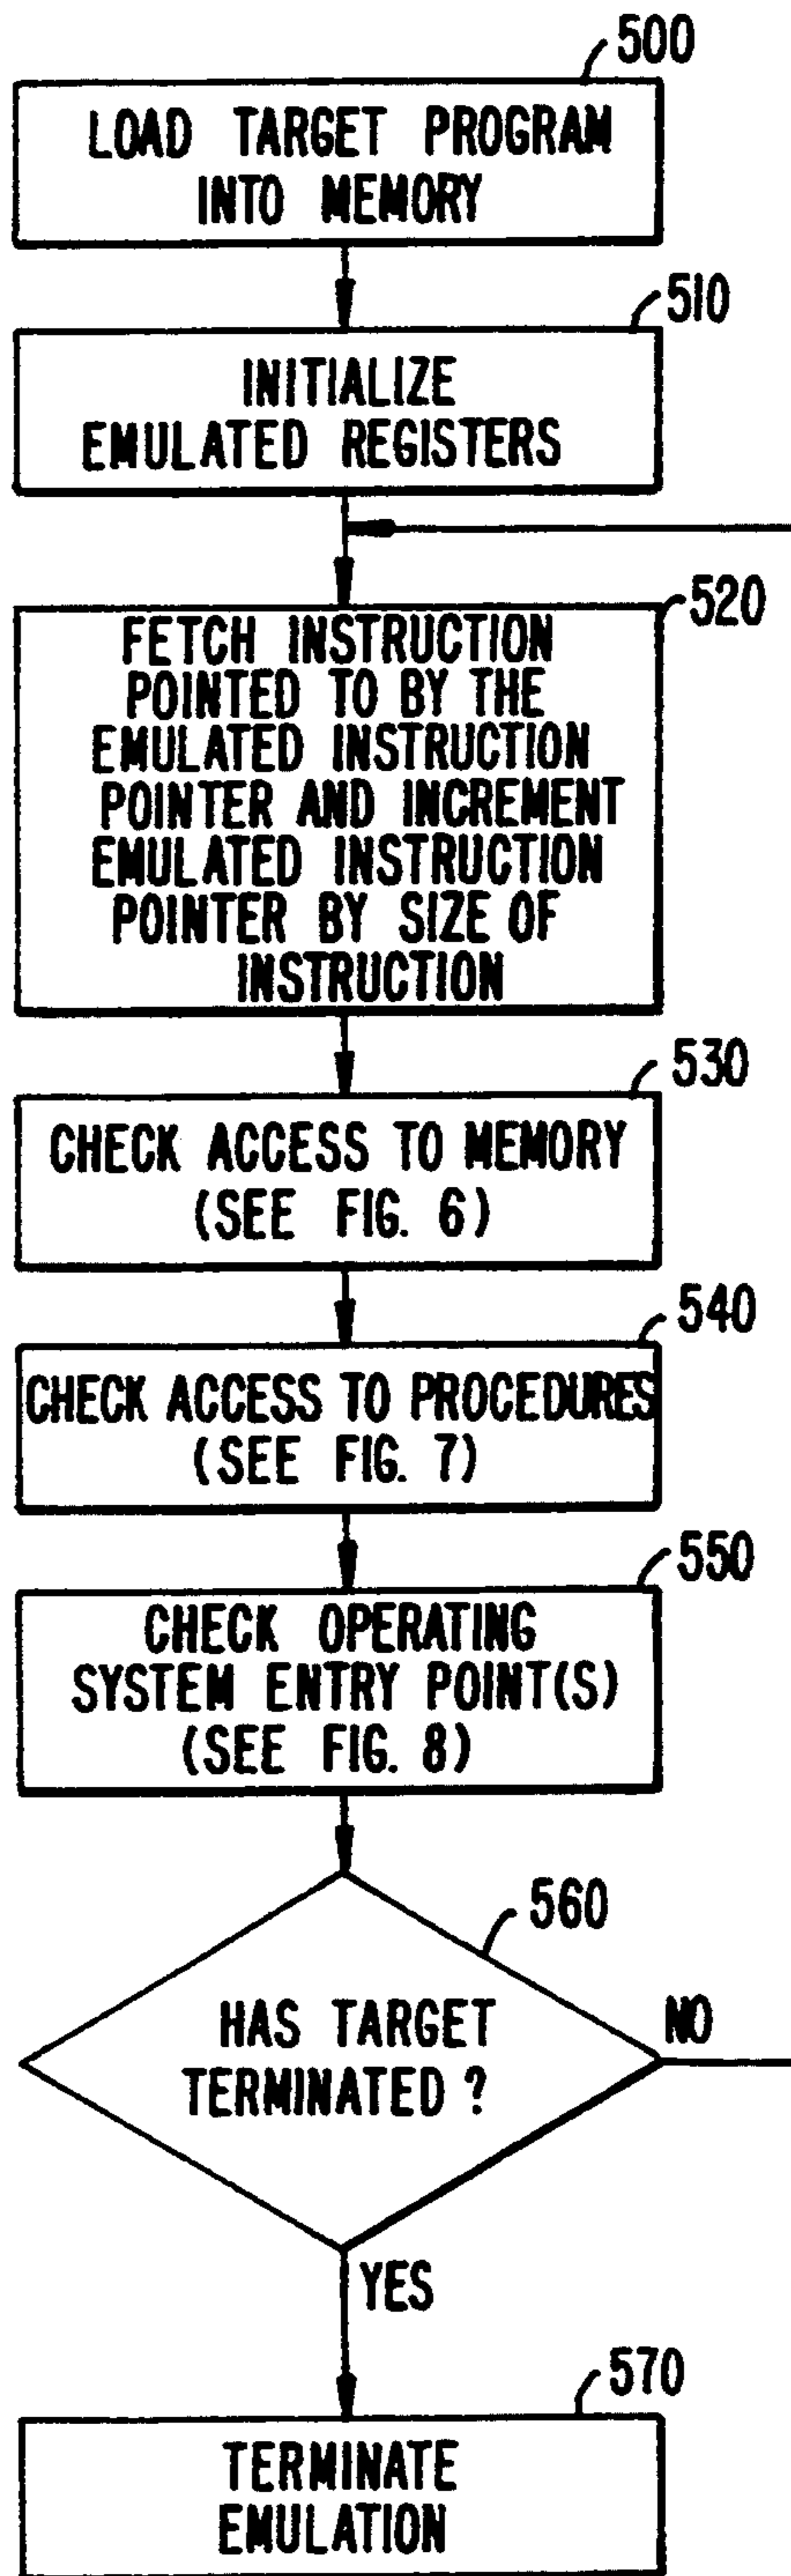 500
LOAD TARGET PROGRAM
INTO MEMORY
510
INITIALIZE
EMULATED REGISTERS
520
FETCH INSTRUCTION
POINTED TO BY THE
EMULATED INSTRUCTION
POINTER AND INCREMENT
EMULATED INSTRUCTION
POINTER BY SIZE OF
INSTRUCTION
530
CHECK ACCESS TO MEMORY
(SEE FIG. 6)
540
CHECK ACCESS TO PROCEDURES
(SEE FIG. 7)
550
CHECK OPERATING
SYSTEM ENTRY POINT(S)
(SEE FIG. 8)
560
HAS TARGET
TERMINATED ?
NO
YES
570
TERMINATE
EMULATION